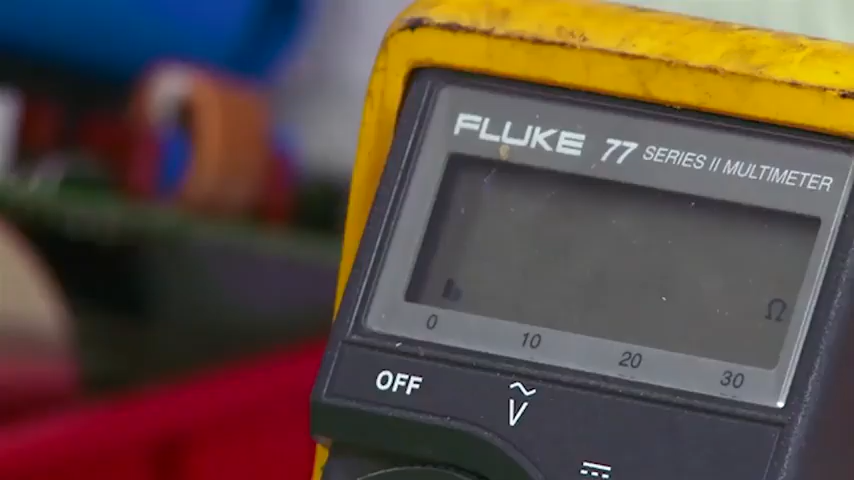 FLUKE 77 SERIES II MULTIMETER
Ω
0 10 20 30
OFF
V